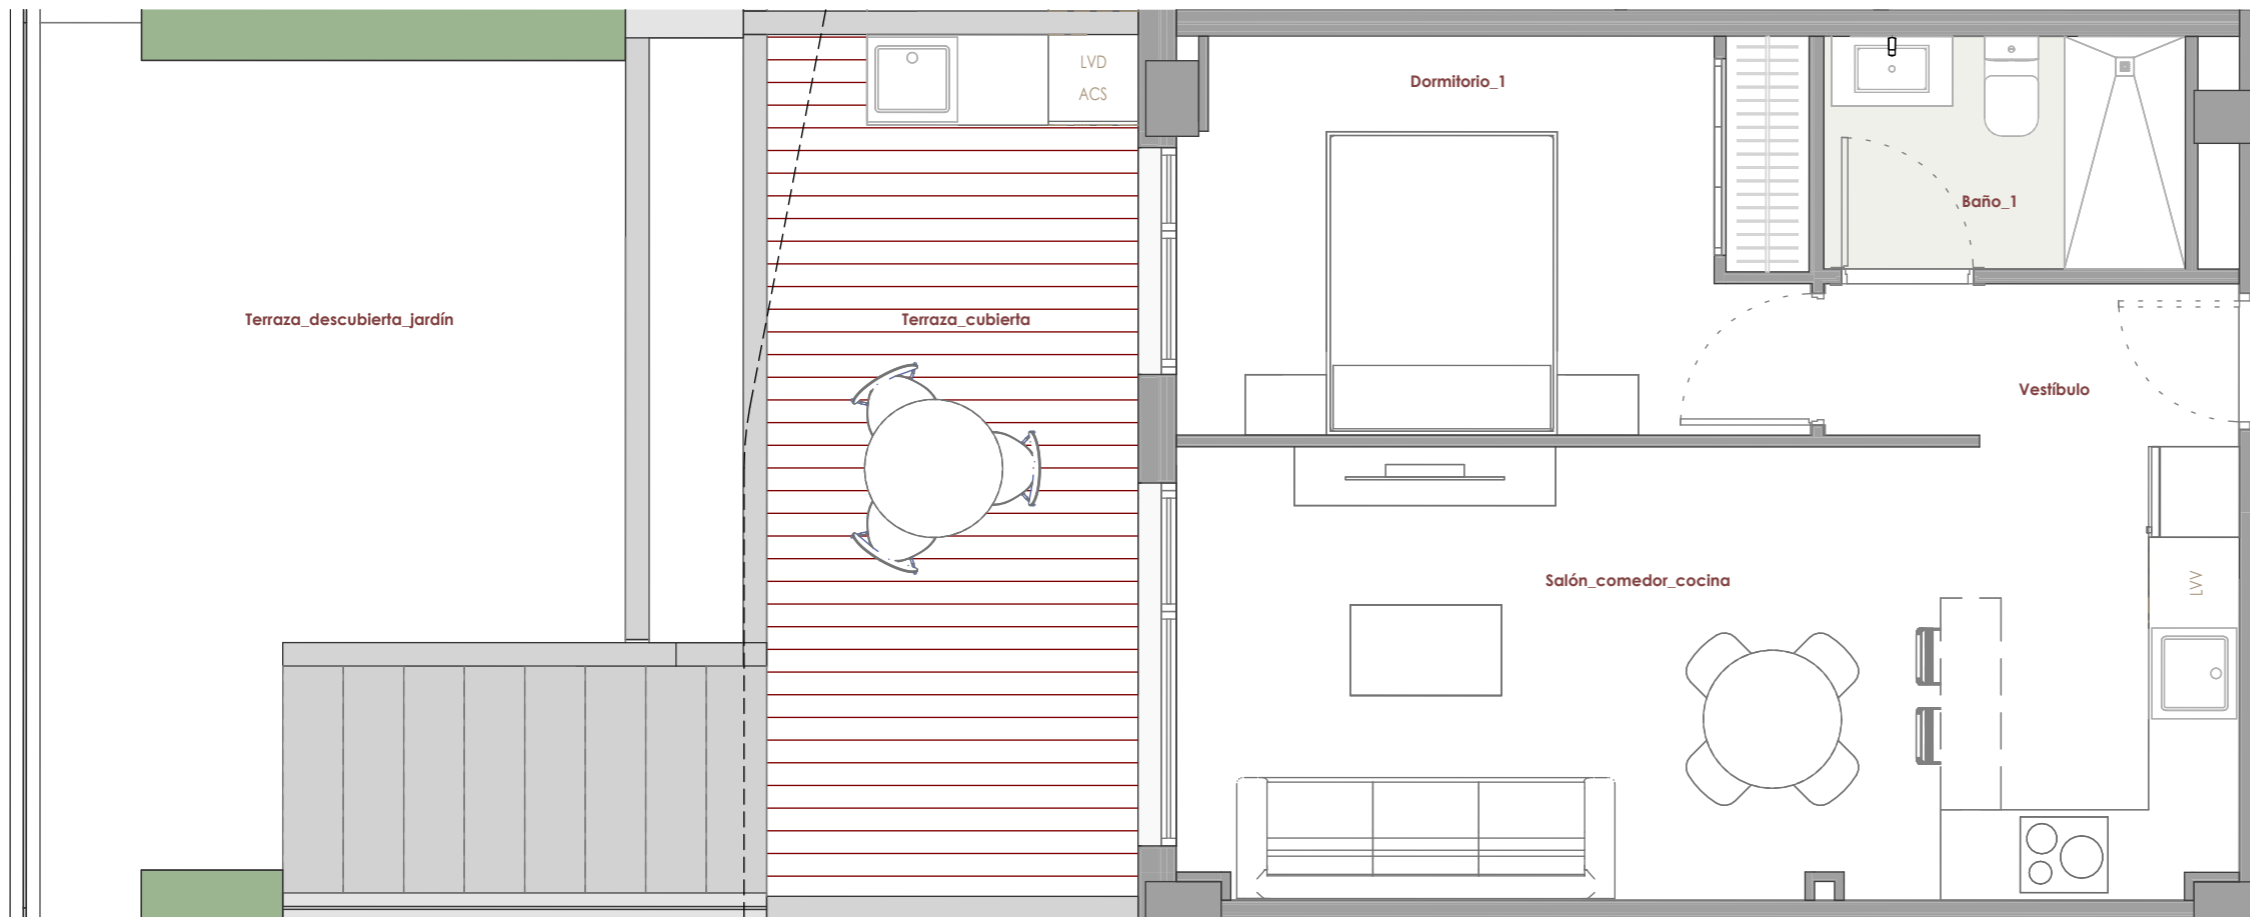 LVD
ACS
Dormitorio_1
Baño_1
Terraza_descubierta_jardín
Terraza_cubierta
Vestíbulo
Salón_comedor_cocina
LVV